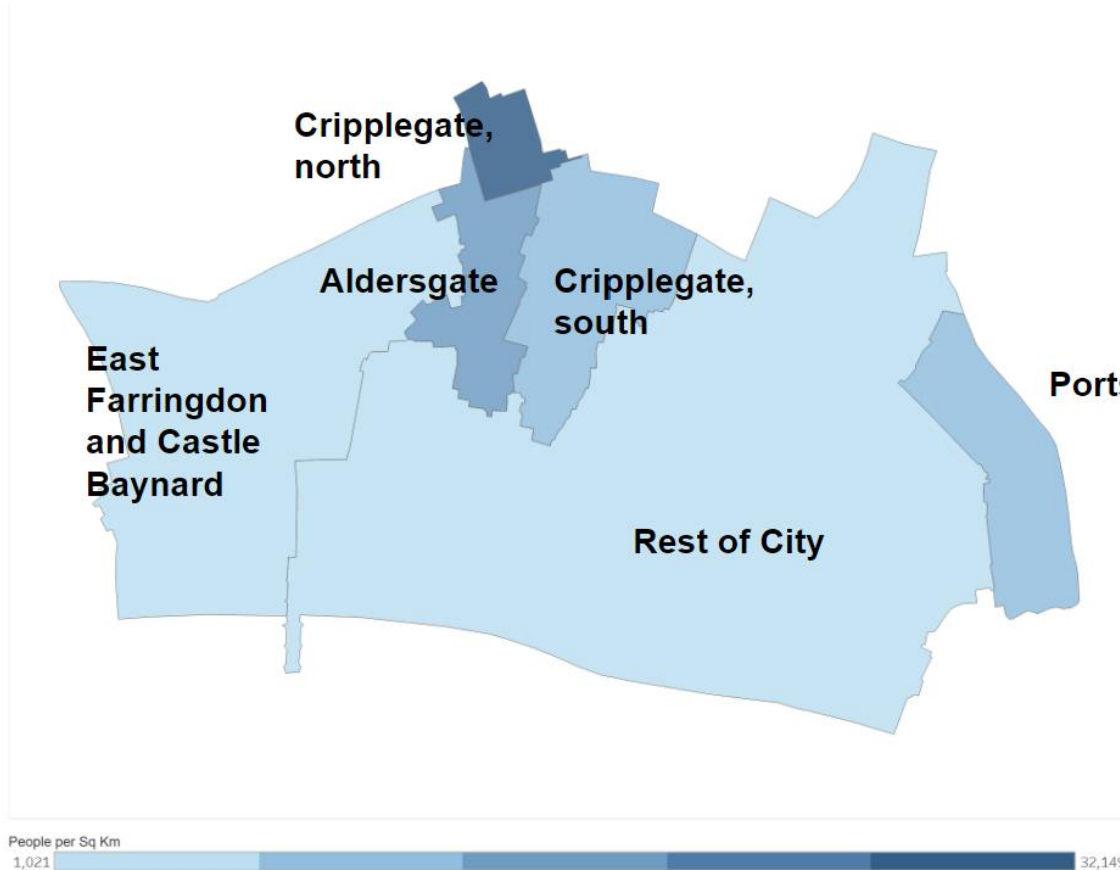 Cripplegate,
north
Aldersgate
Cripplegate,
south
East
Farringdon
and Castle
Baynard
Rest of City
People per Sq Km
1,021